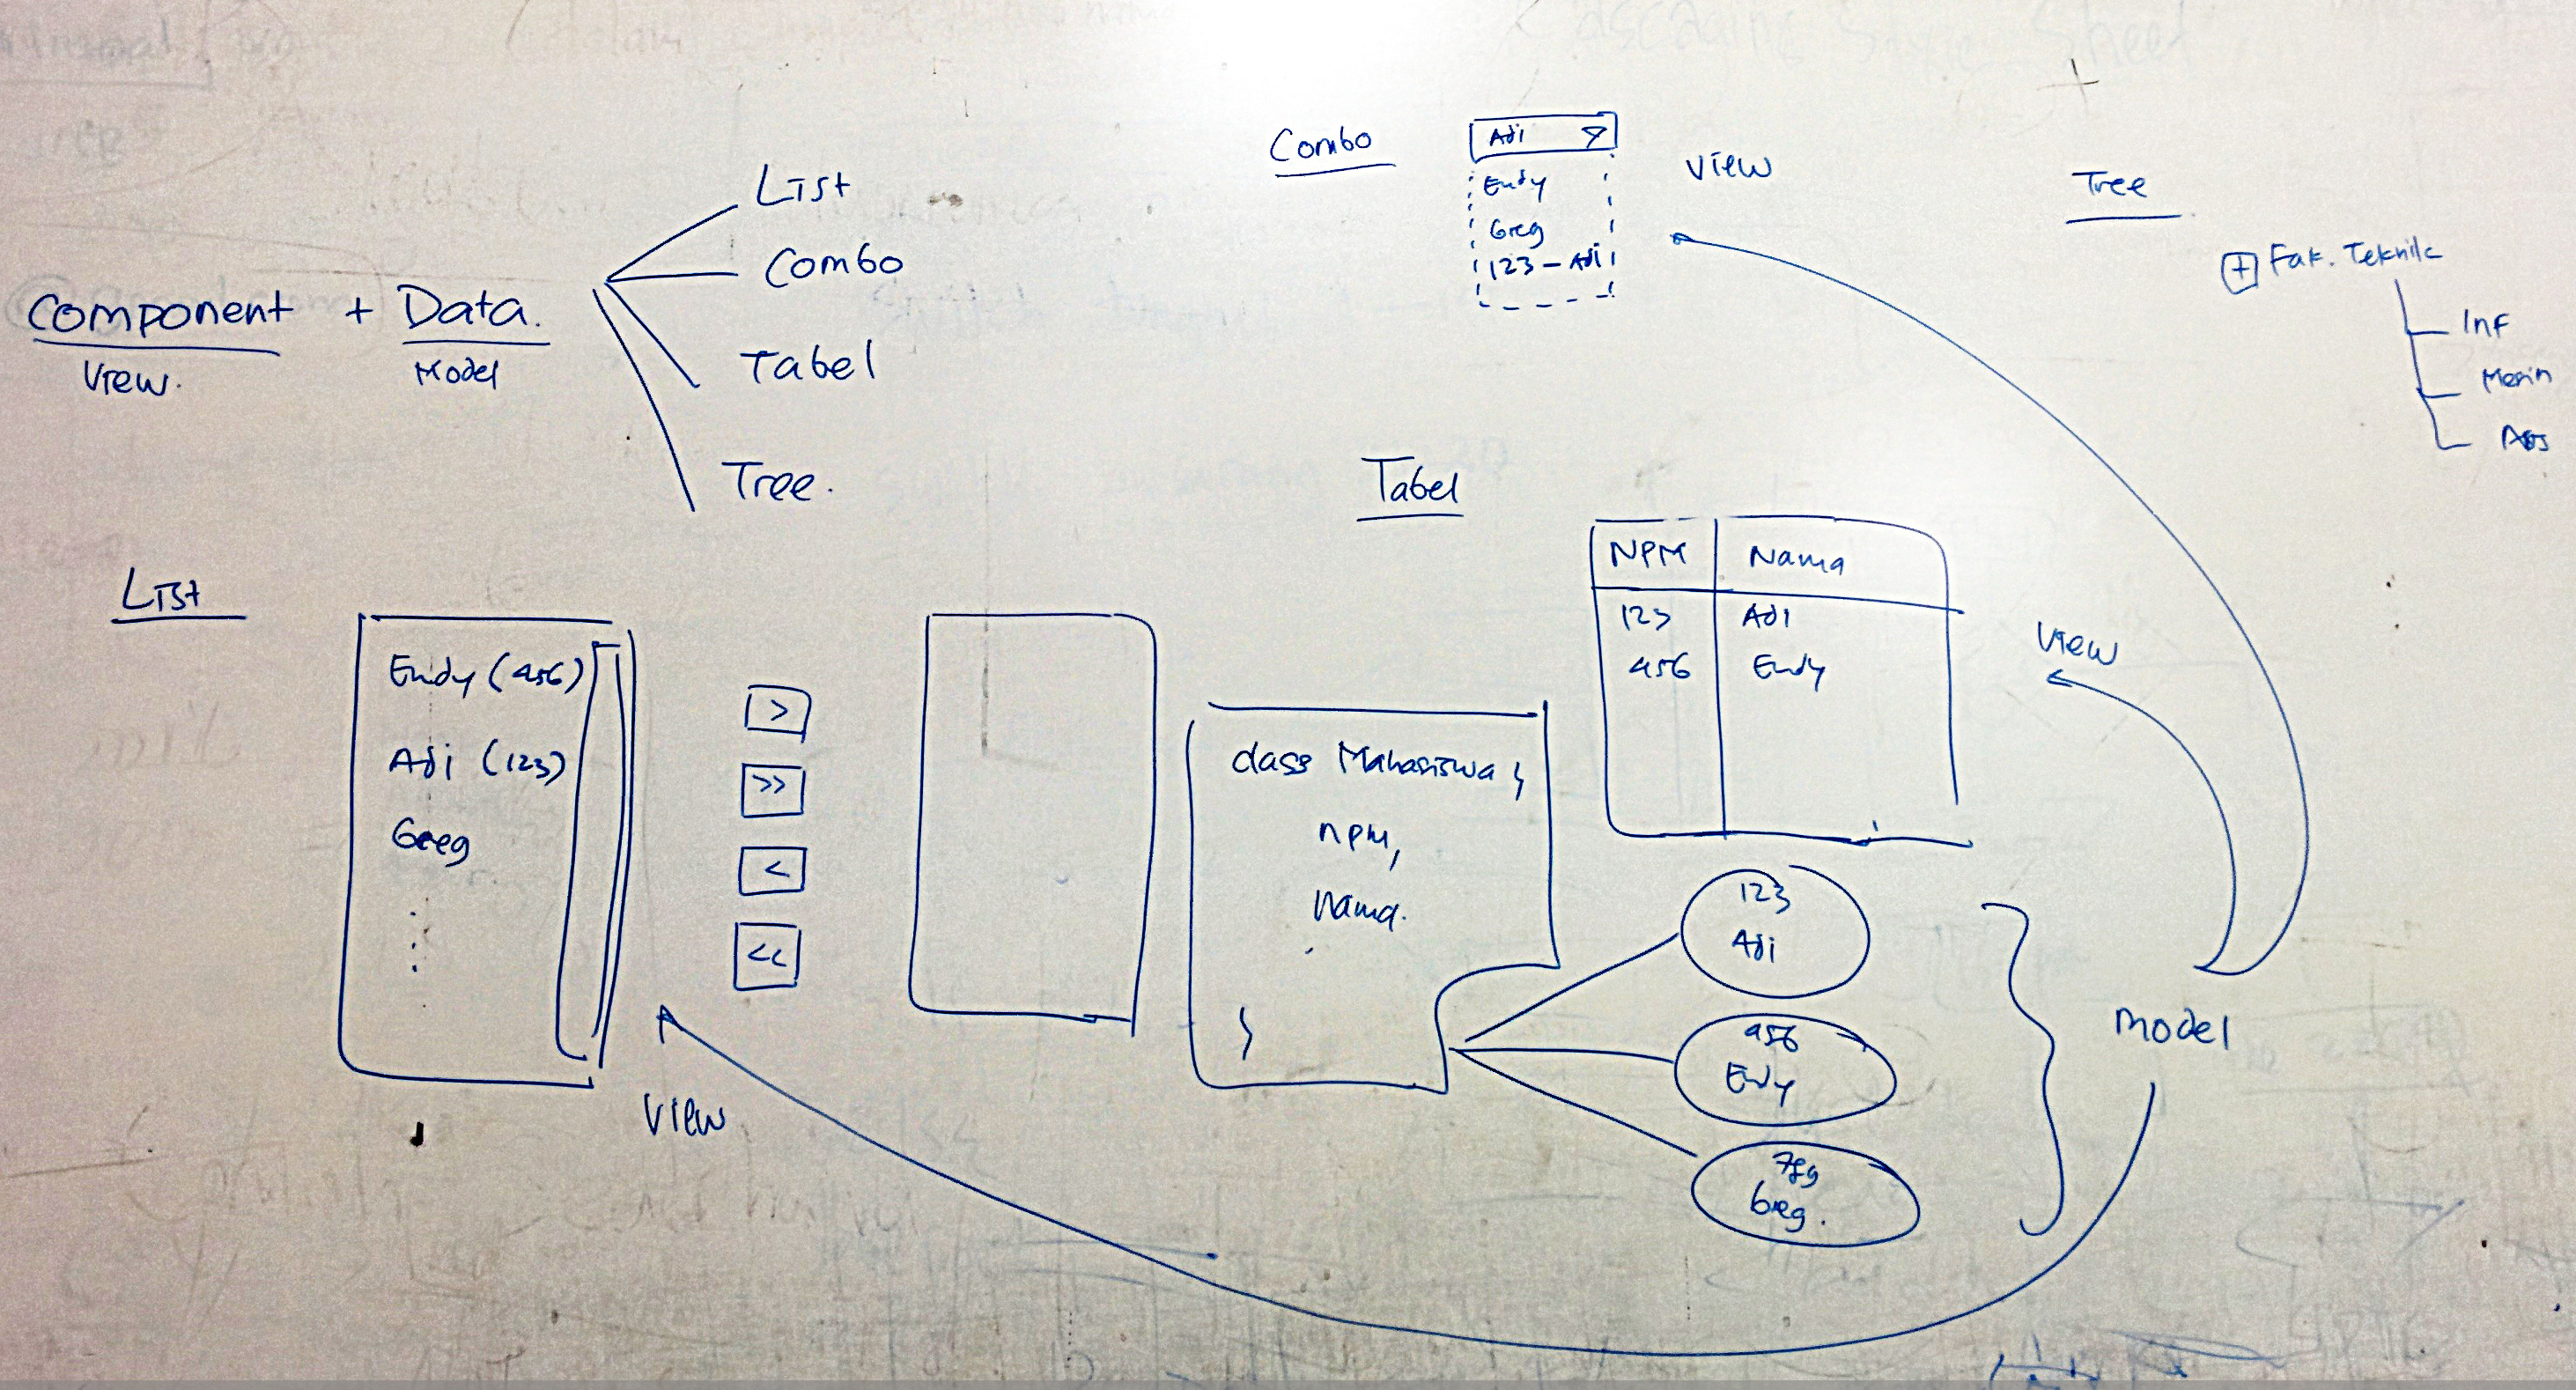 Component + Data.
View. Model
List
Combo
Tabel
Tree.
Combo
Adi
Endy
Greg
123 - Adi
View
Tree
+ Fak. Teknik
Inf
Mesin
List
Endy (456)
Adi (123)
Greg
>
>>
<
<<
View
Tabel
NPM Nama
123 Adi
456 Endy
View
class Mahasiswa {
npm,
nama.
}
123
Adi
456
Endy
789
Greg.
Model